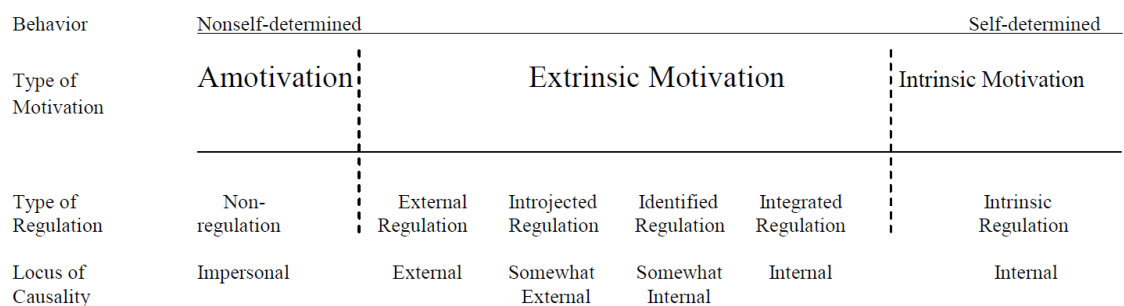 Behavior Nonself-determined Self-determined
Type of Motivation Amotivation Extrinsic Motivation Intrinsic Motivation
Type of Regulation Non-regulation External Regulation Introjected Regulation Identified Regulation Integrated Regulation Intrinsic Regulation
Locus of Causality Impersonal External Somewhat External Somewhat Internal Internal Internal